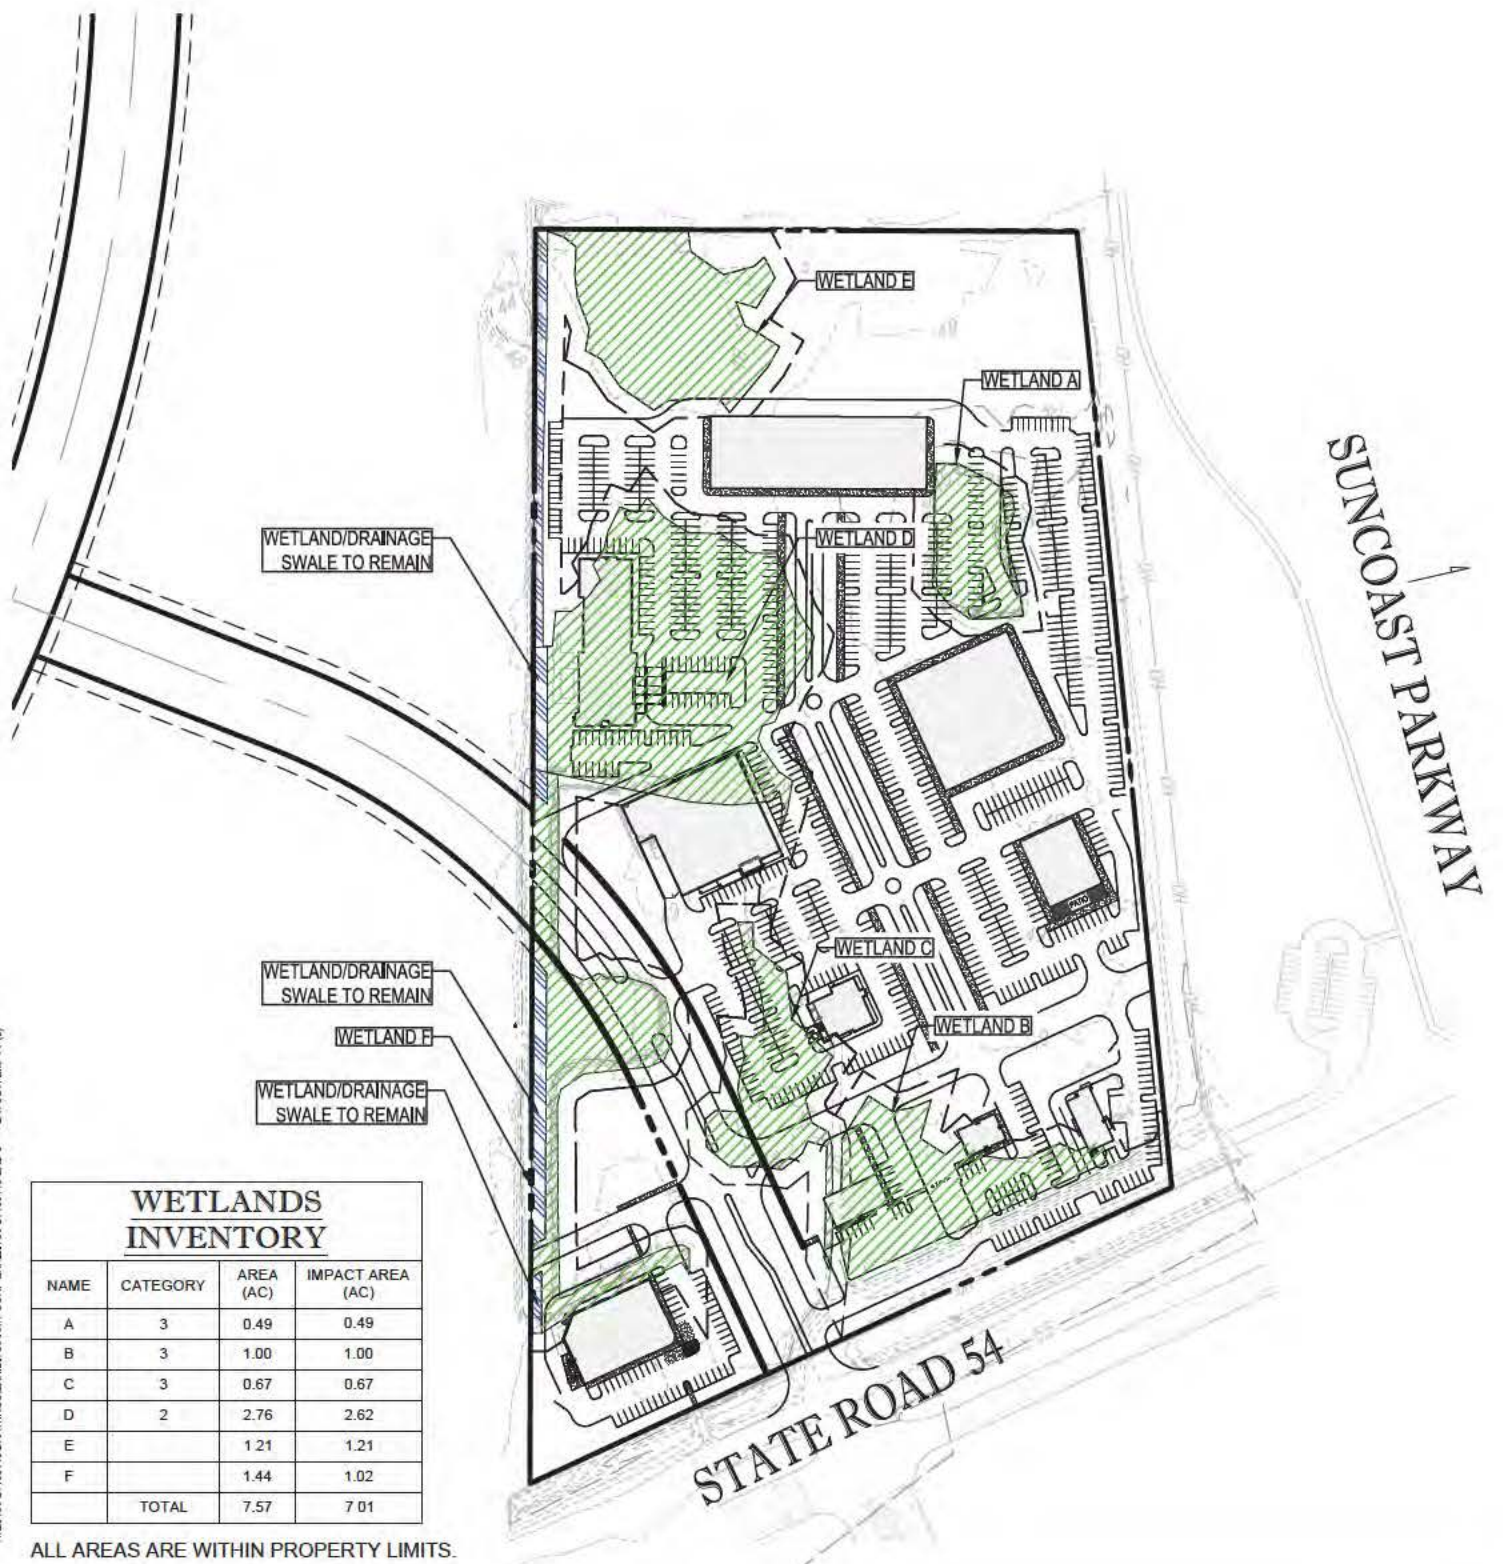 WETLAND E
WETLAND A
WETLAND/DRAINAGE
SWALE TO REMAIN
WETLAND D
SUNCOAST PARKWAY
PATIO
WETLAND C
WETLAND/DRAINAGE
SWALE TO REMAIN
WETLAND B
WETLAND F
WETLAND/DRAINAGE
SWALE TO REMAIN
STATE ROAD 54
WETLANDS
INVENTORY
NAME CATEGORY AREA (AC) IMPACT AREA (AC)
A 3 0.49 0.49
B 3 1.00 1.00
C 3 0.67 0.67
D 2 2.76 2.62
E 1 21 1.21
F 1.44 1.02
TOTAL 7.57 7 01
ALL AREAS ARE WITHIN PROPERTY LIMITS.